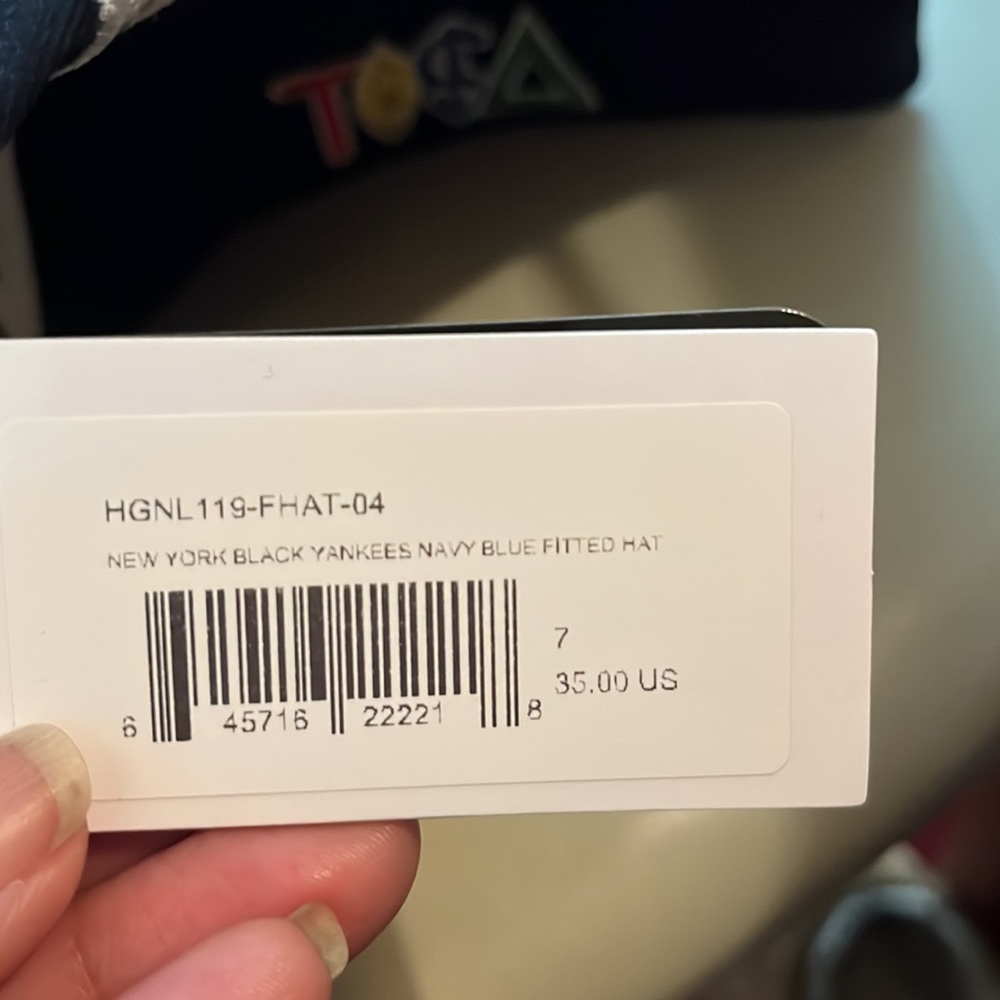 HGNL119-FHAT-04
NEW YORK BLACK YANKEES NAVY BLUE FITTED HAT
7
35.00 US
6 45716 22221 8